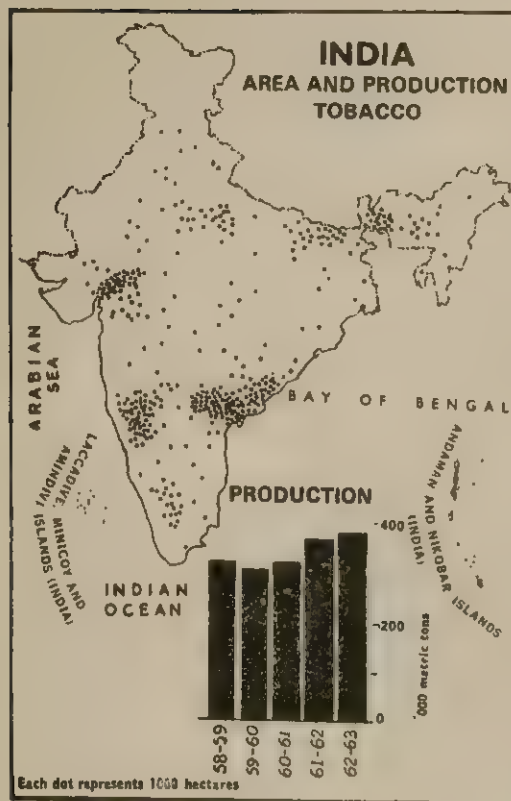 INDIA
AREA AND PRODUCTION
TOBACCO
ARABIAN
SEA
BAY OF BENGAL
LACCADIVE, MINICOY AND
AMINDIVI ISLANDS (INDIA)
ANDAMAN AND NIKOBAR ISLANDS
(INDIA)
INDIAN
OCEAN
PRODUCTION
400
200
0
,000 metric tons
58-59
59-60
60-61
61-62
62-63
Each dot represents 1000 hectares